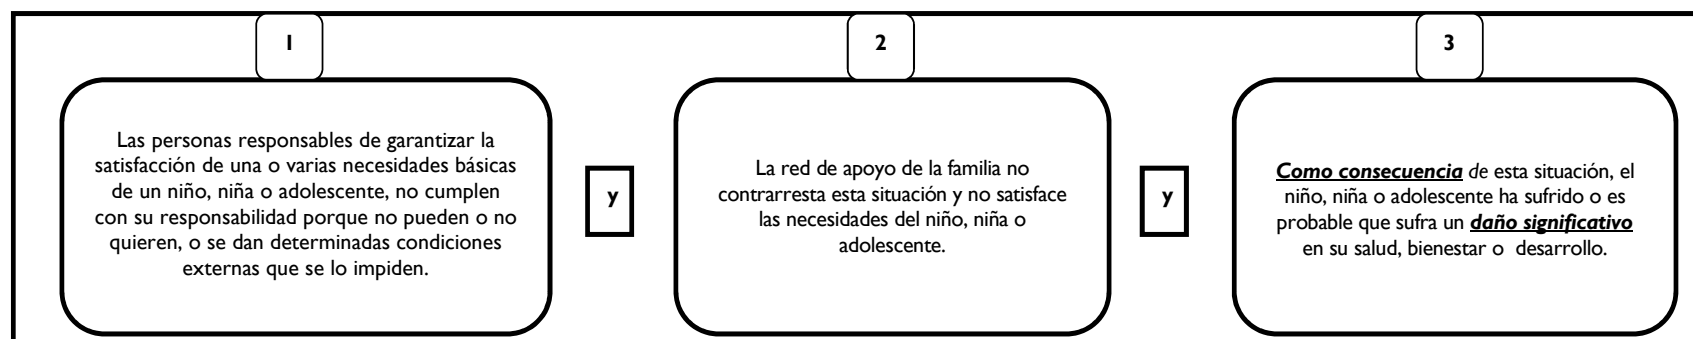 1
Las personas responsables de garantizar la
satisfacción de una o varias necesidades básicas
de un niño, niña o adolescente, no cumplen
con su responsabilidad porque no pueden o no
quieren, o se dan determinadas condiciones
externas que se lo impiden.
y
2
La red de apoyo de la familia no
contrarresta esta situación y no satisface
las necesidades del niño, niña o
adolescente.
y
3
Como consecuencia de esta situación, el
niño, niña o adolescente ha sufrido o es
probable que sufra un daño significativo
en su salud, bienestar o desarrollo.